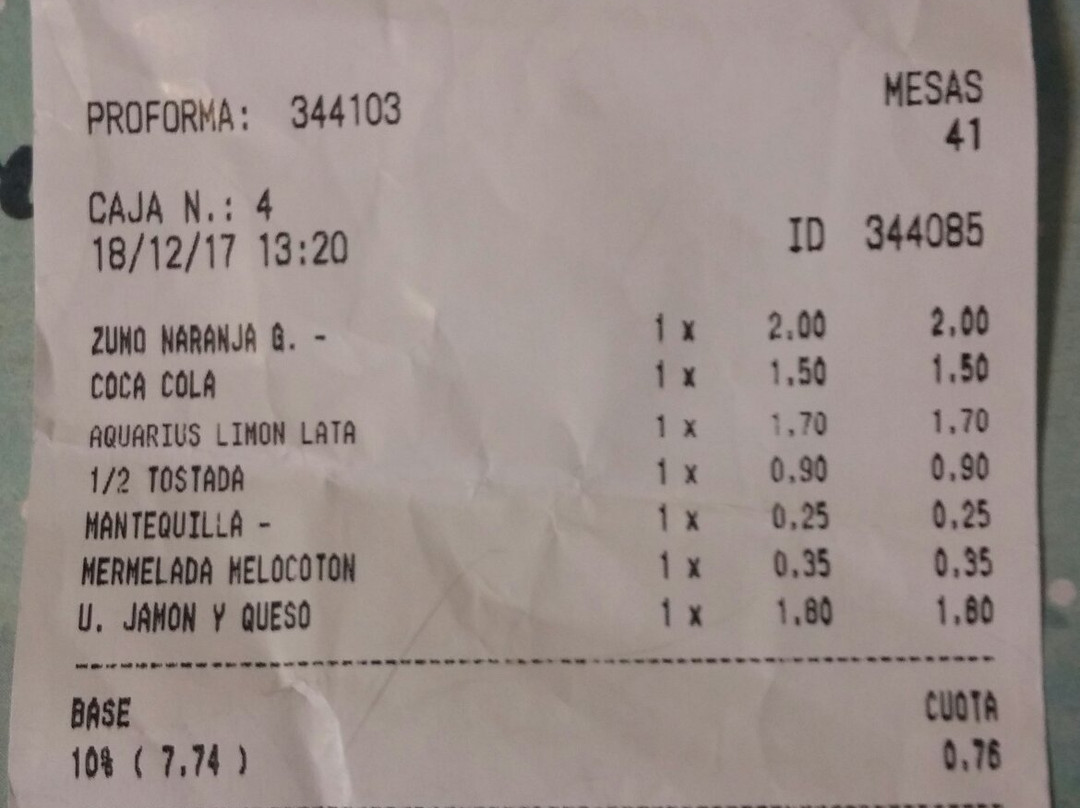 PROFORMA: 344103 MESAS
41
CAJA N.: 4
18/12/17 13:20 ID 344085
ZUMO NARANJA G. - 1 x 2.00 2.00
COCA COLA 1 x 1.50 1.50
AQUARIUS LIMON LATA 1 x 1.70 1.70
1/2 TOSTADA 1 x 0.90 0.90
MANTEQUILLA - 1 x 0.25 0.25
MERMELADA MELOCOTON 1 x 0.35 0.35
U. JAMON Y QUESO 1 x 1.80 1.80
BASE CUOTA
10% ( 7.74 ) 0.76